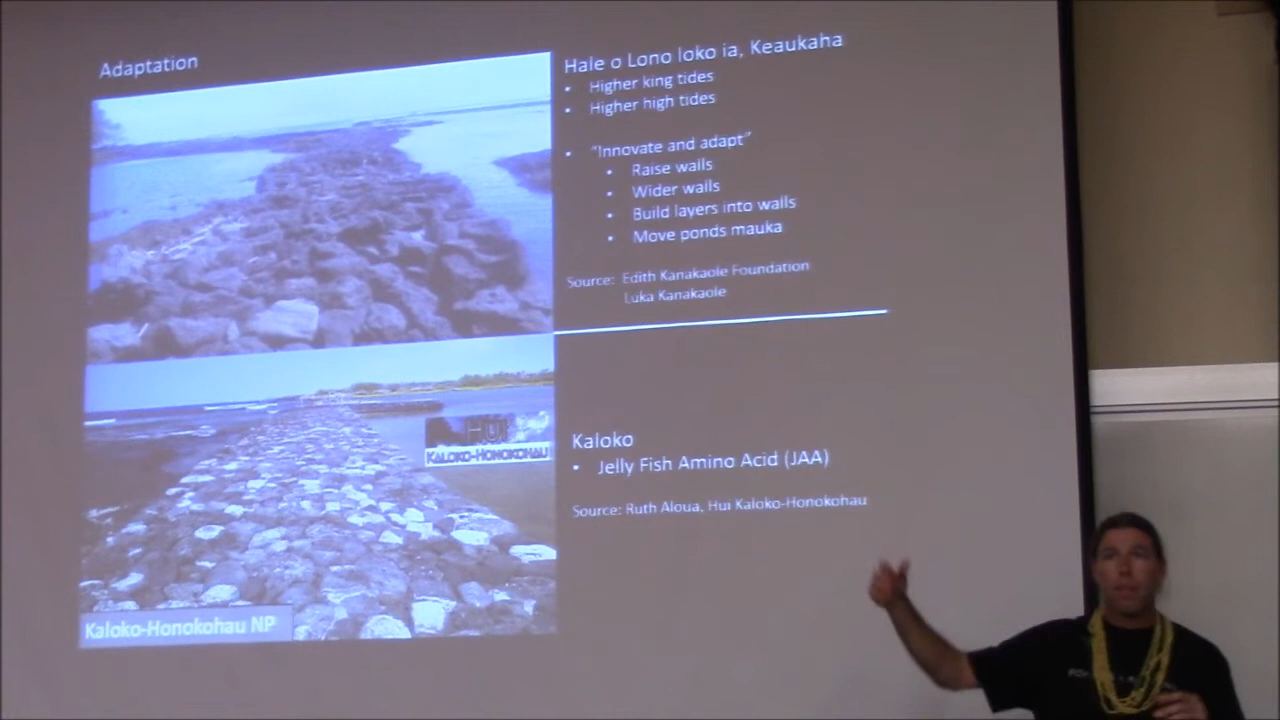 Adaptation
Hale o Lono loko ia, Keaukaha
• Higher king tides
• Higher high tides
• "Innovate and adapt"
• Raise walls
• Wider walls
• Build layers into walls
• Move ponds mauka
Source: Edith Kanakaole Foundation
Luka Kanakaole
HUI
KALOKO-HONOKOHAU
Kaloko
• Jelly Fish Amino Acid (JAA)
Source: Ruth Aloua, Hui Kaloko-Honokohau
Kaloko-Honokohau NP